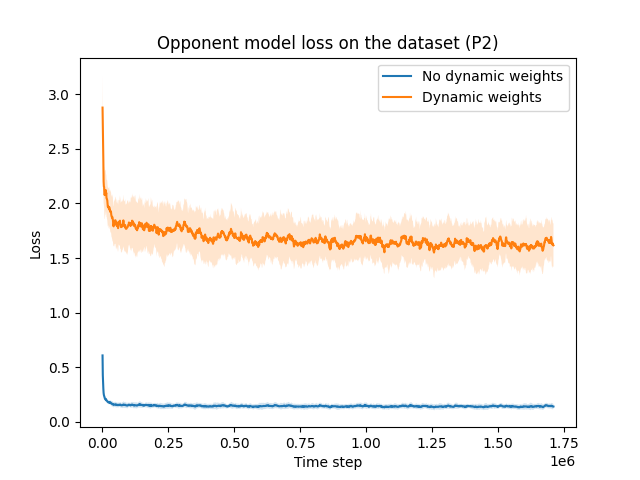 Opponent model loss on the dataset (P2)
No dynamic weights
Dynamic weights
3.0
2.5
2.0
1.5
1.0
0.5
0.0
Loss
0.00 0.25 0.50 0.75 1.00 1.25 1.50 1.75
1e6
Time step